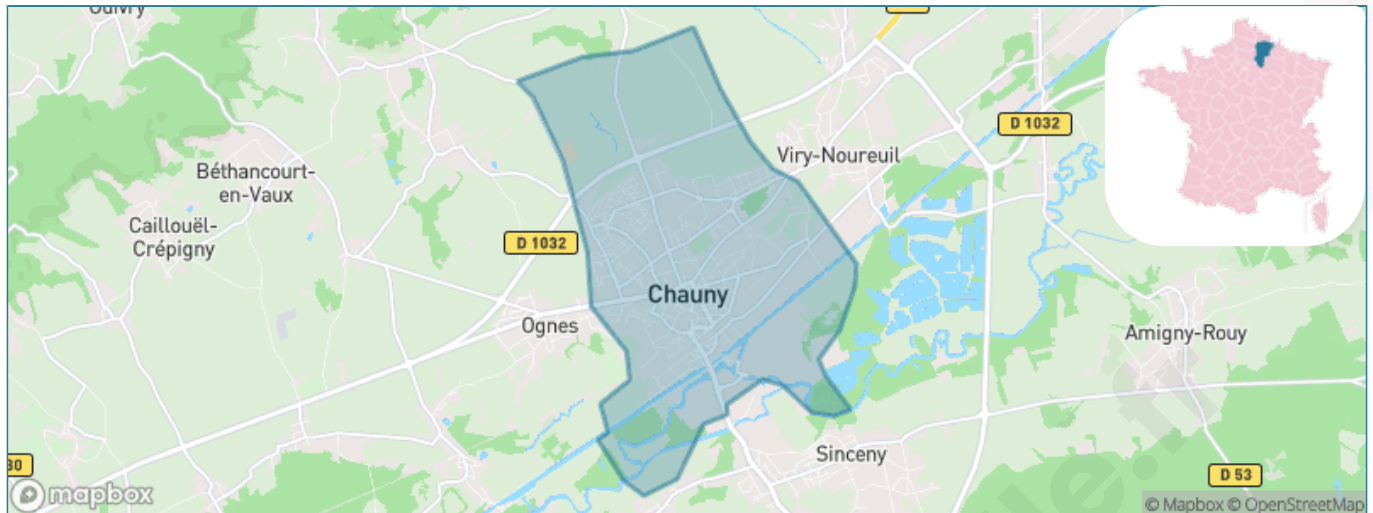 D 1032
Viry-Noureuil
Béthancourt-
en-Vaux
Caillouël-
Crépigny
D 1032
Chauny
Ognes
Amigny-Rouy
Sinceny
D 53
mapbox
© Mapbox © OpenStreetMap